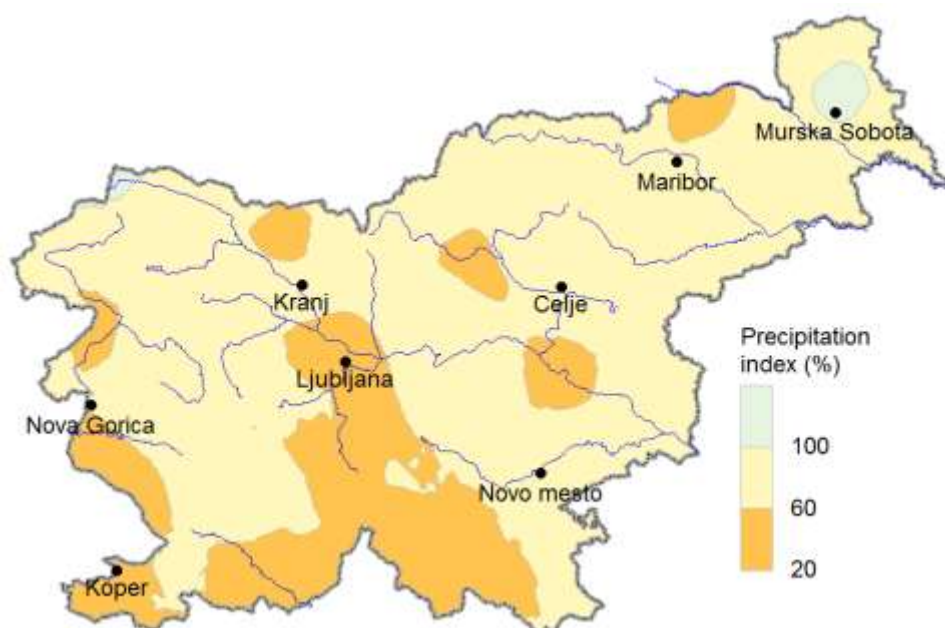 Murska Sobota
Maribor
Kranj
Celje
Ljubljana
Nova Gorica
Novo mesto
Koper
Precipitation
index (%)
100
60
20